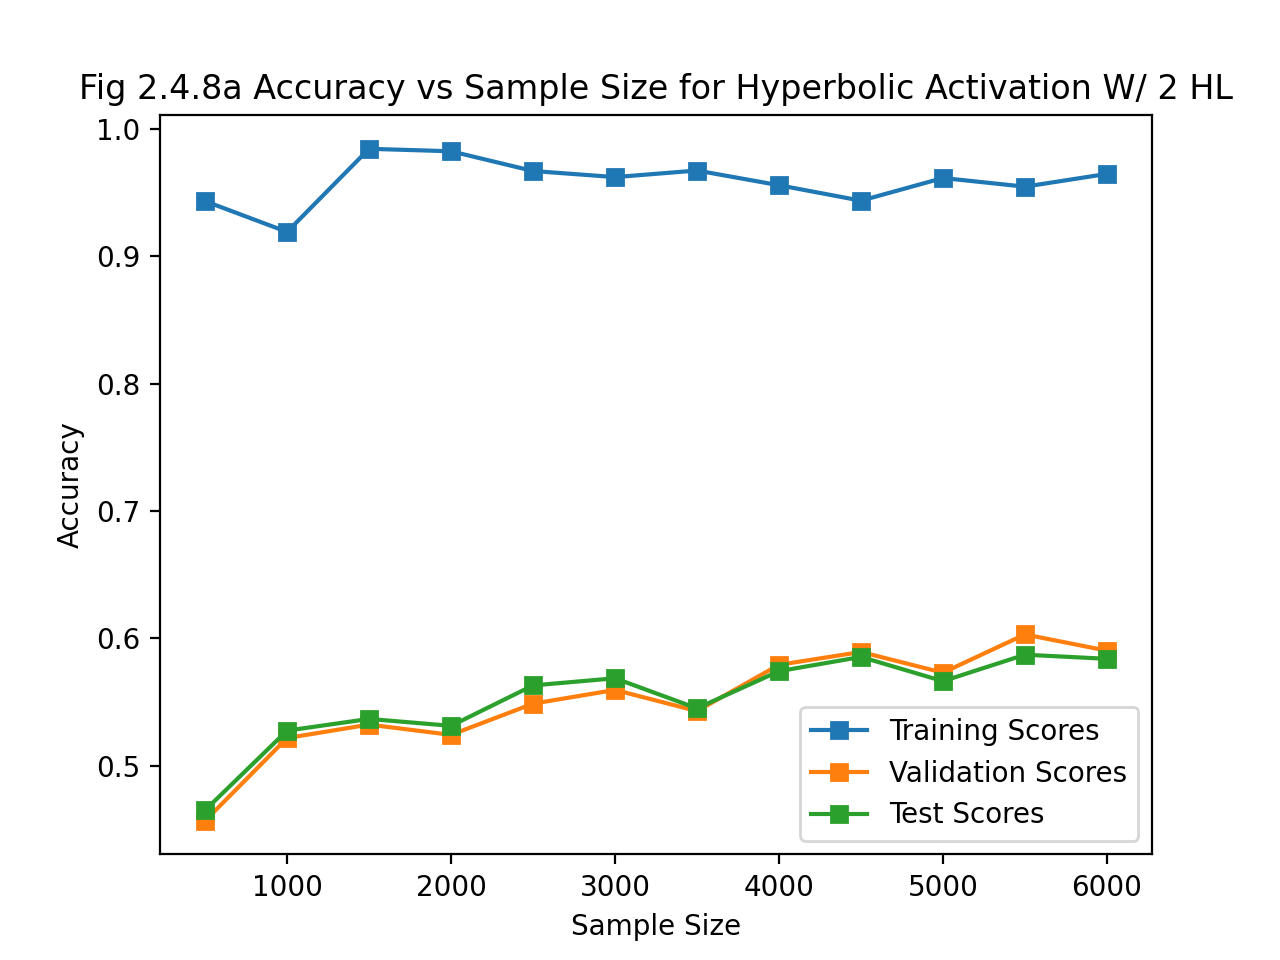 Fig 2.4.8a Accuracy vs Sample Size for Hyperbolic Activation W/ 2 HL
1.0
0.9
0.8
0.7
0.6
0.5
Accuracy
Training Scores
Validation Scores
Test Scores
1000 2000 3000 4000 5000 6000
Sample Size